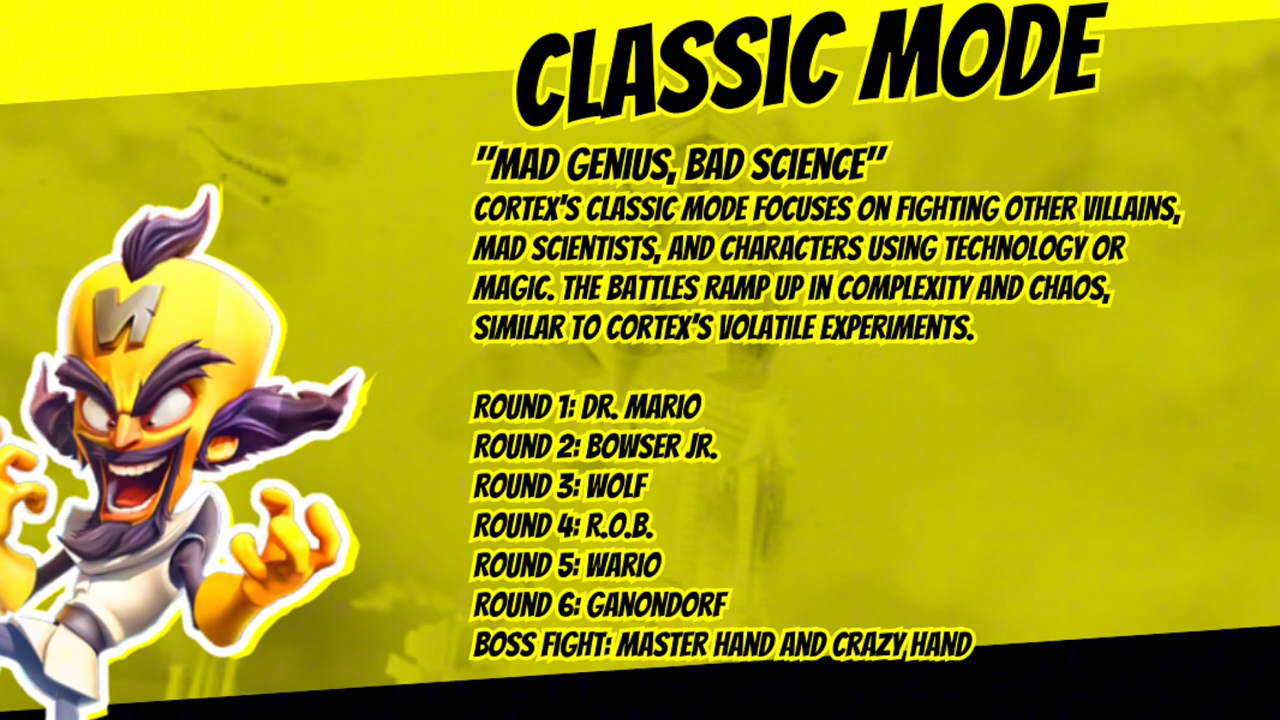 CLASSIC MODE
"MAD GENIUS, BAD SCIENCE"
CORTEX'S CLASSIC MODE FOCUSES ON FIGHTING OTHER VILLAINS,
MAD SCIENTISTS, AND CHARACTERS USING TECHNOLOGY OR
MAGIC. THE BATTLES RAMP UP IN COMPLEXITY AND CHAOS,
SIMILAR TO CORTEX'S VOLATILE EXPERIMENTS.
ROUND 1: DR. MARIO
ROUND 2: BOWSER JR.
ROUND 3: WOLF
ROUND 4: R.O.B.
ROUND 5: WARIO
ROUND 6: GANONDORF
BOSS FIGHT: MASTER HAND AND CRAZY HAND
N